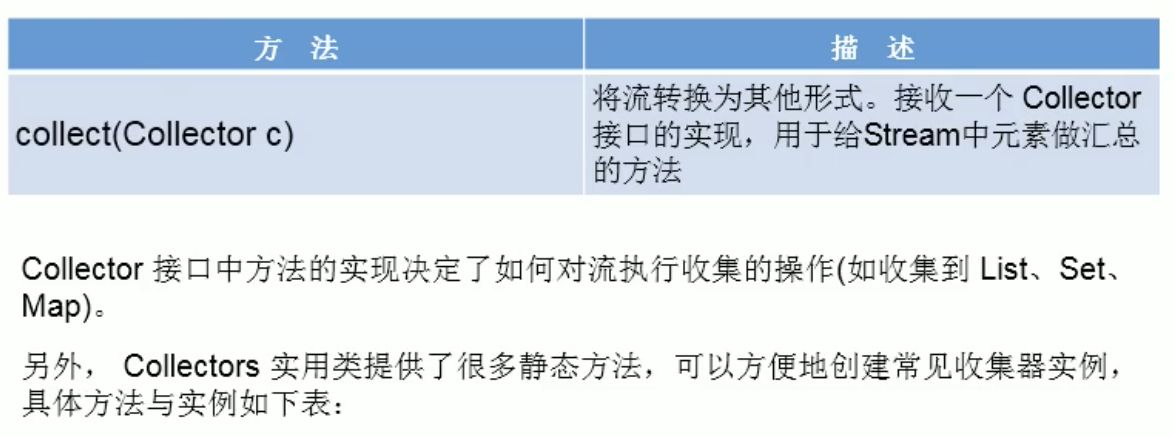 方 法
描 述
collect(Collector c)
将流转换为其他形式。接收一个 Collector
接口的实现，用于给Stream中元素做汇总
的方法
Collector 接口中方法的实现决定了如何对流执行收集的操作(如收集到 List、Set、
Map)。
另外， Collectors 实用类提供了很多静态方法，可以方便地创建常见收集器实例，
具体方法与实例如下表：